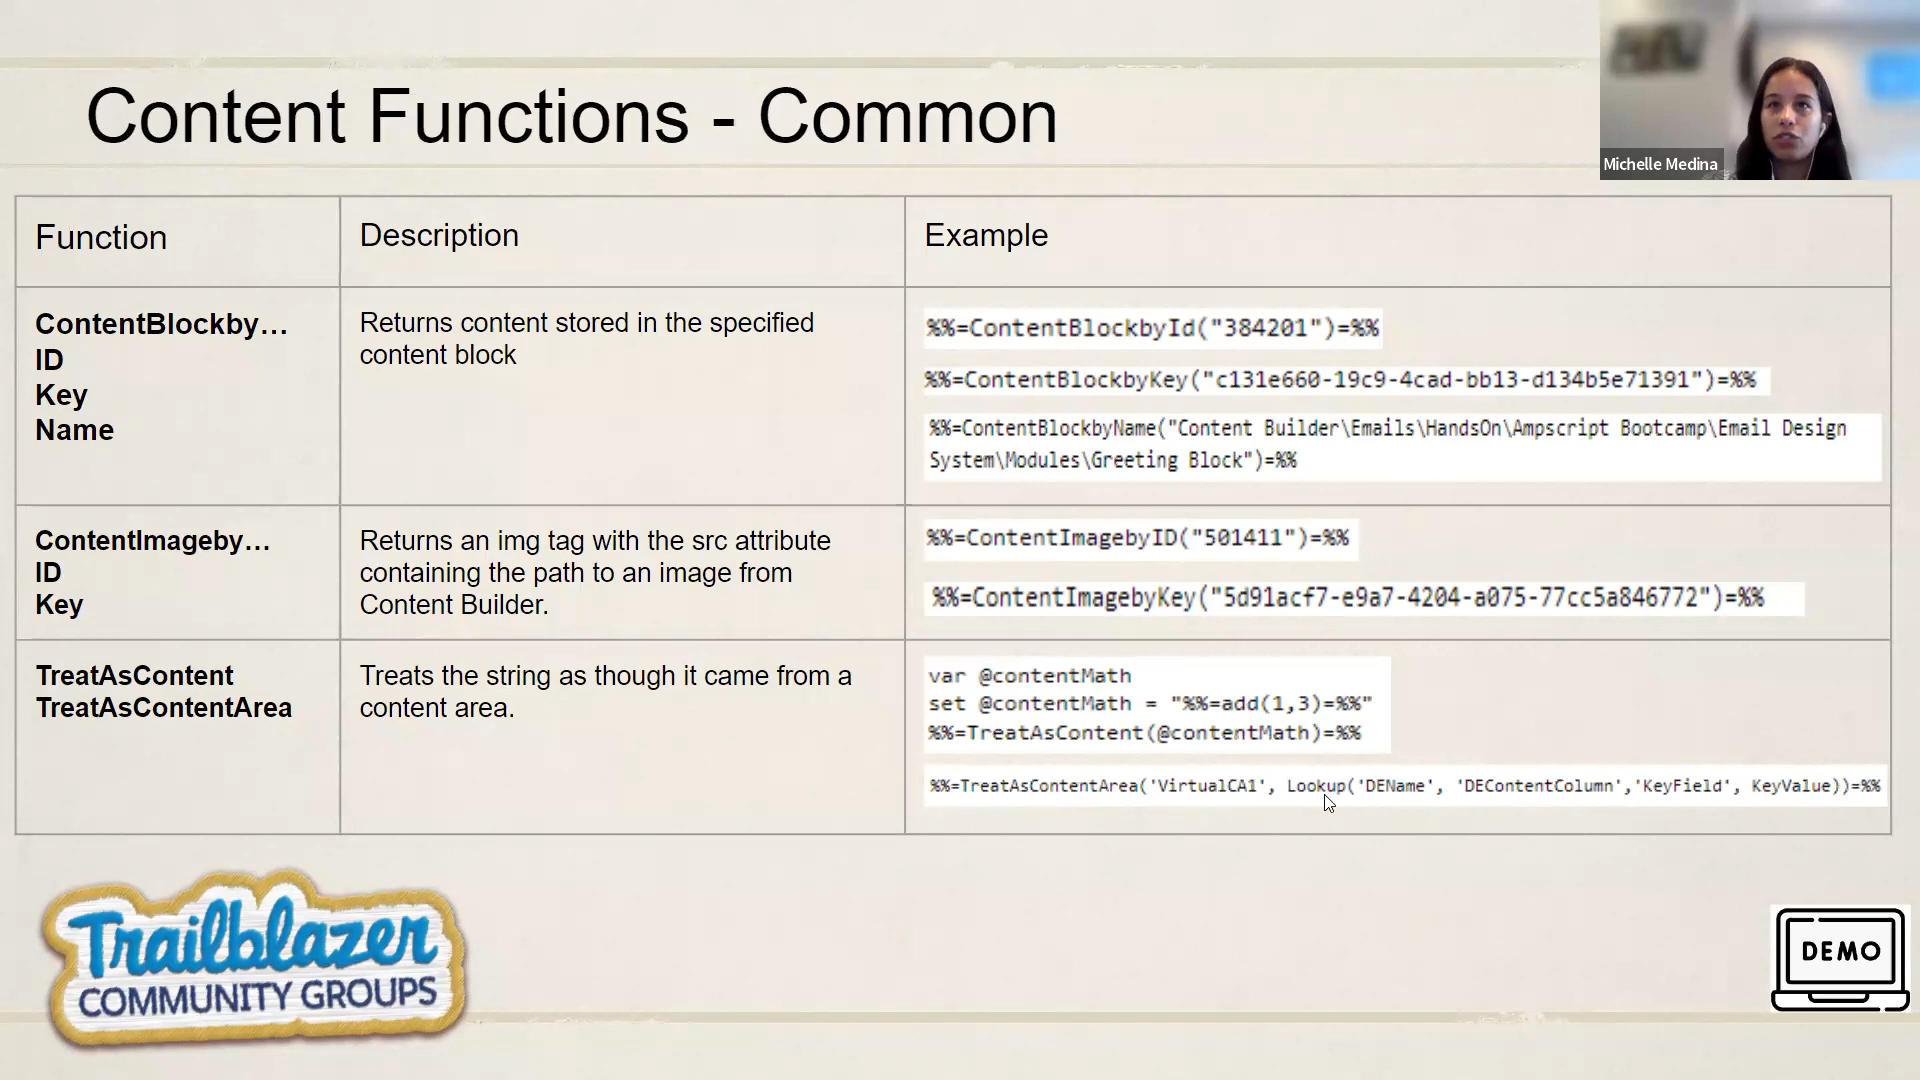 Content Functions - Common
Michelle Medina
Function
Description
Example
ContentBlockby…
ID
Key
Name
Returns content stored in the specified
content block
%%=ContentBlockbyId("384201")=%%
%%=ContentBlockbyKey("c131e660-19c9-4cad-bb13-d134b5e71391")=%%
%%=ContentBlockbyName("Content Builder\Emails\HandsOn\Ampscript Bootcamp\Email Design
System\Modules\Greeting Block")=%%
ContentImageby…
ID
Key
Returns an img tag with the src attribute
containing the path to an image from
Content Builder.
%%=ContentImagebyID("501411")=%%
%%=ContentImagebyKey("5d91acf7-e9a7-4204-a075-77cc5a846772")=%%
TreatAsContent
TreatAsContentArea
Treats the string as though it came from a
content area.
var @contentMath
set @contentMath = "%%=add(1,3)=%%"
%%=TreatAsContent(@contentMath)=%%
%%=TreatAsContentArea('VirtualCA1', Lookup('DEName', 'DEContentColumn','KeyField', KeyValue))=%%
Trailblazer
COMMUNITY GROUPS
DEMO